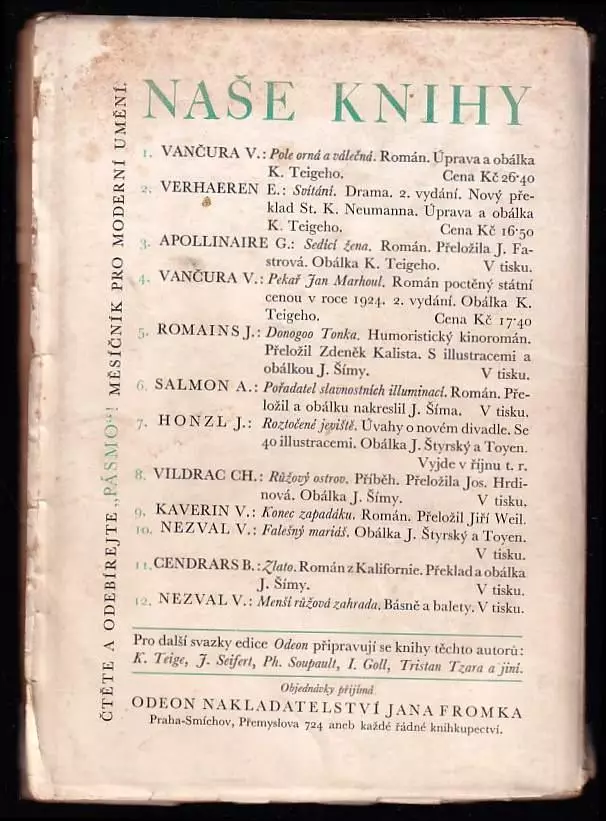 NAŠE KNIHY
1. VANČURA V.: Pole orná a válečná. Román. Úprava a obálka
K. Teigeho. Cena Kč 26·40
2. VERHAEREN E.: Svítání. Drama. 2. vydání. Nový pře-
klad St. K. Neumanna. Úprava a obálka
K. Teigeho. Cena Kč 16·50
3. APOLLINAIRE G.: Sedící žena. Román. Přeložila J. Fa-
strová. Obálka K. Teigeho. V tisku.
4. VANČURA V.: Pekař Jan Marhoul. Román poctěný státní
cenou v roce 1924. 2. vydání. Obálka K.
Teigeho. Cena Kč 17·40
5. ROMAINS J.: Donogoo Tonka. Humoristický kinoromán.
Přeložil Zdeněk Kalista. S illustracemi a
obálkou J. Šímy. V tisku.
6. SALMON A.: Pořadatel slavnostních illuminací. Román. Pře-
ložil a obálku nakreslil J. Šíma. V tisku.
7. HONZL J.: Roztočené jeviště. Úvahy o novém divadle. Se
40 illustracemi. Obálka J. Štyrský a Toyen.
Vyjde v říjnu t. r.
8. VILDRAC CH.: Růžový ostrov. Příběh. Přeložila Jos. Hrdi-
nová. Obálka J. Šímy. V tisku.
9. KAVERIN V.: Konec zapadáku. Román. Přeložil Jiří Weil.
10. NEZVAL V.: Falešný mariáš. Obálka J. Štyrský a Toyen.
V tisku.
11. CENDRARS B.: Zlato. Román z Kalifornie. Překlad a obálka
J. Šímy. V tisku.
12. NEZVAL V.: Menší růžová zahrada. Básně a balety. V tisku.
Pro další svazky edice Odeon připravují se knihy těchto autorů:
K. Teige, J. Seifert, Ph. Soupault, I. Goll, Tristan Tzara a jiní.
Objednávky přijímá
ODEON NAKLADATELSTVÍ JANA FROMKA
Praha-Smíchov, Přemyslova 724 aneb každé řádné knihkupectví.
ČTĚTE A ODEBÍREJTE „PÁSMO“! MĚSÍČNÍK PRO MODERNÍ UMĚNÍ.